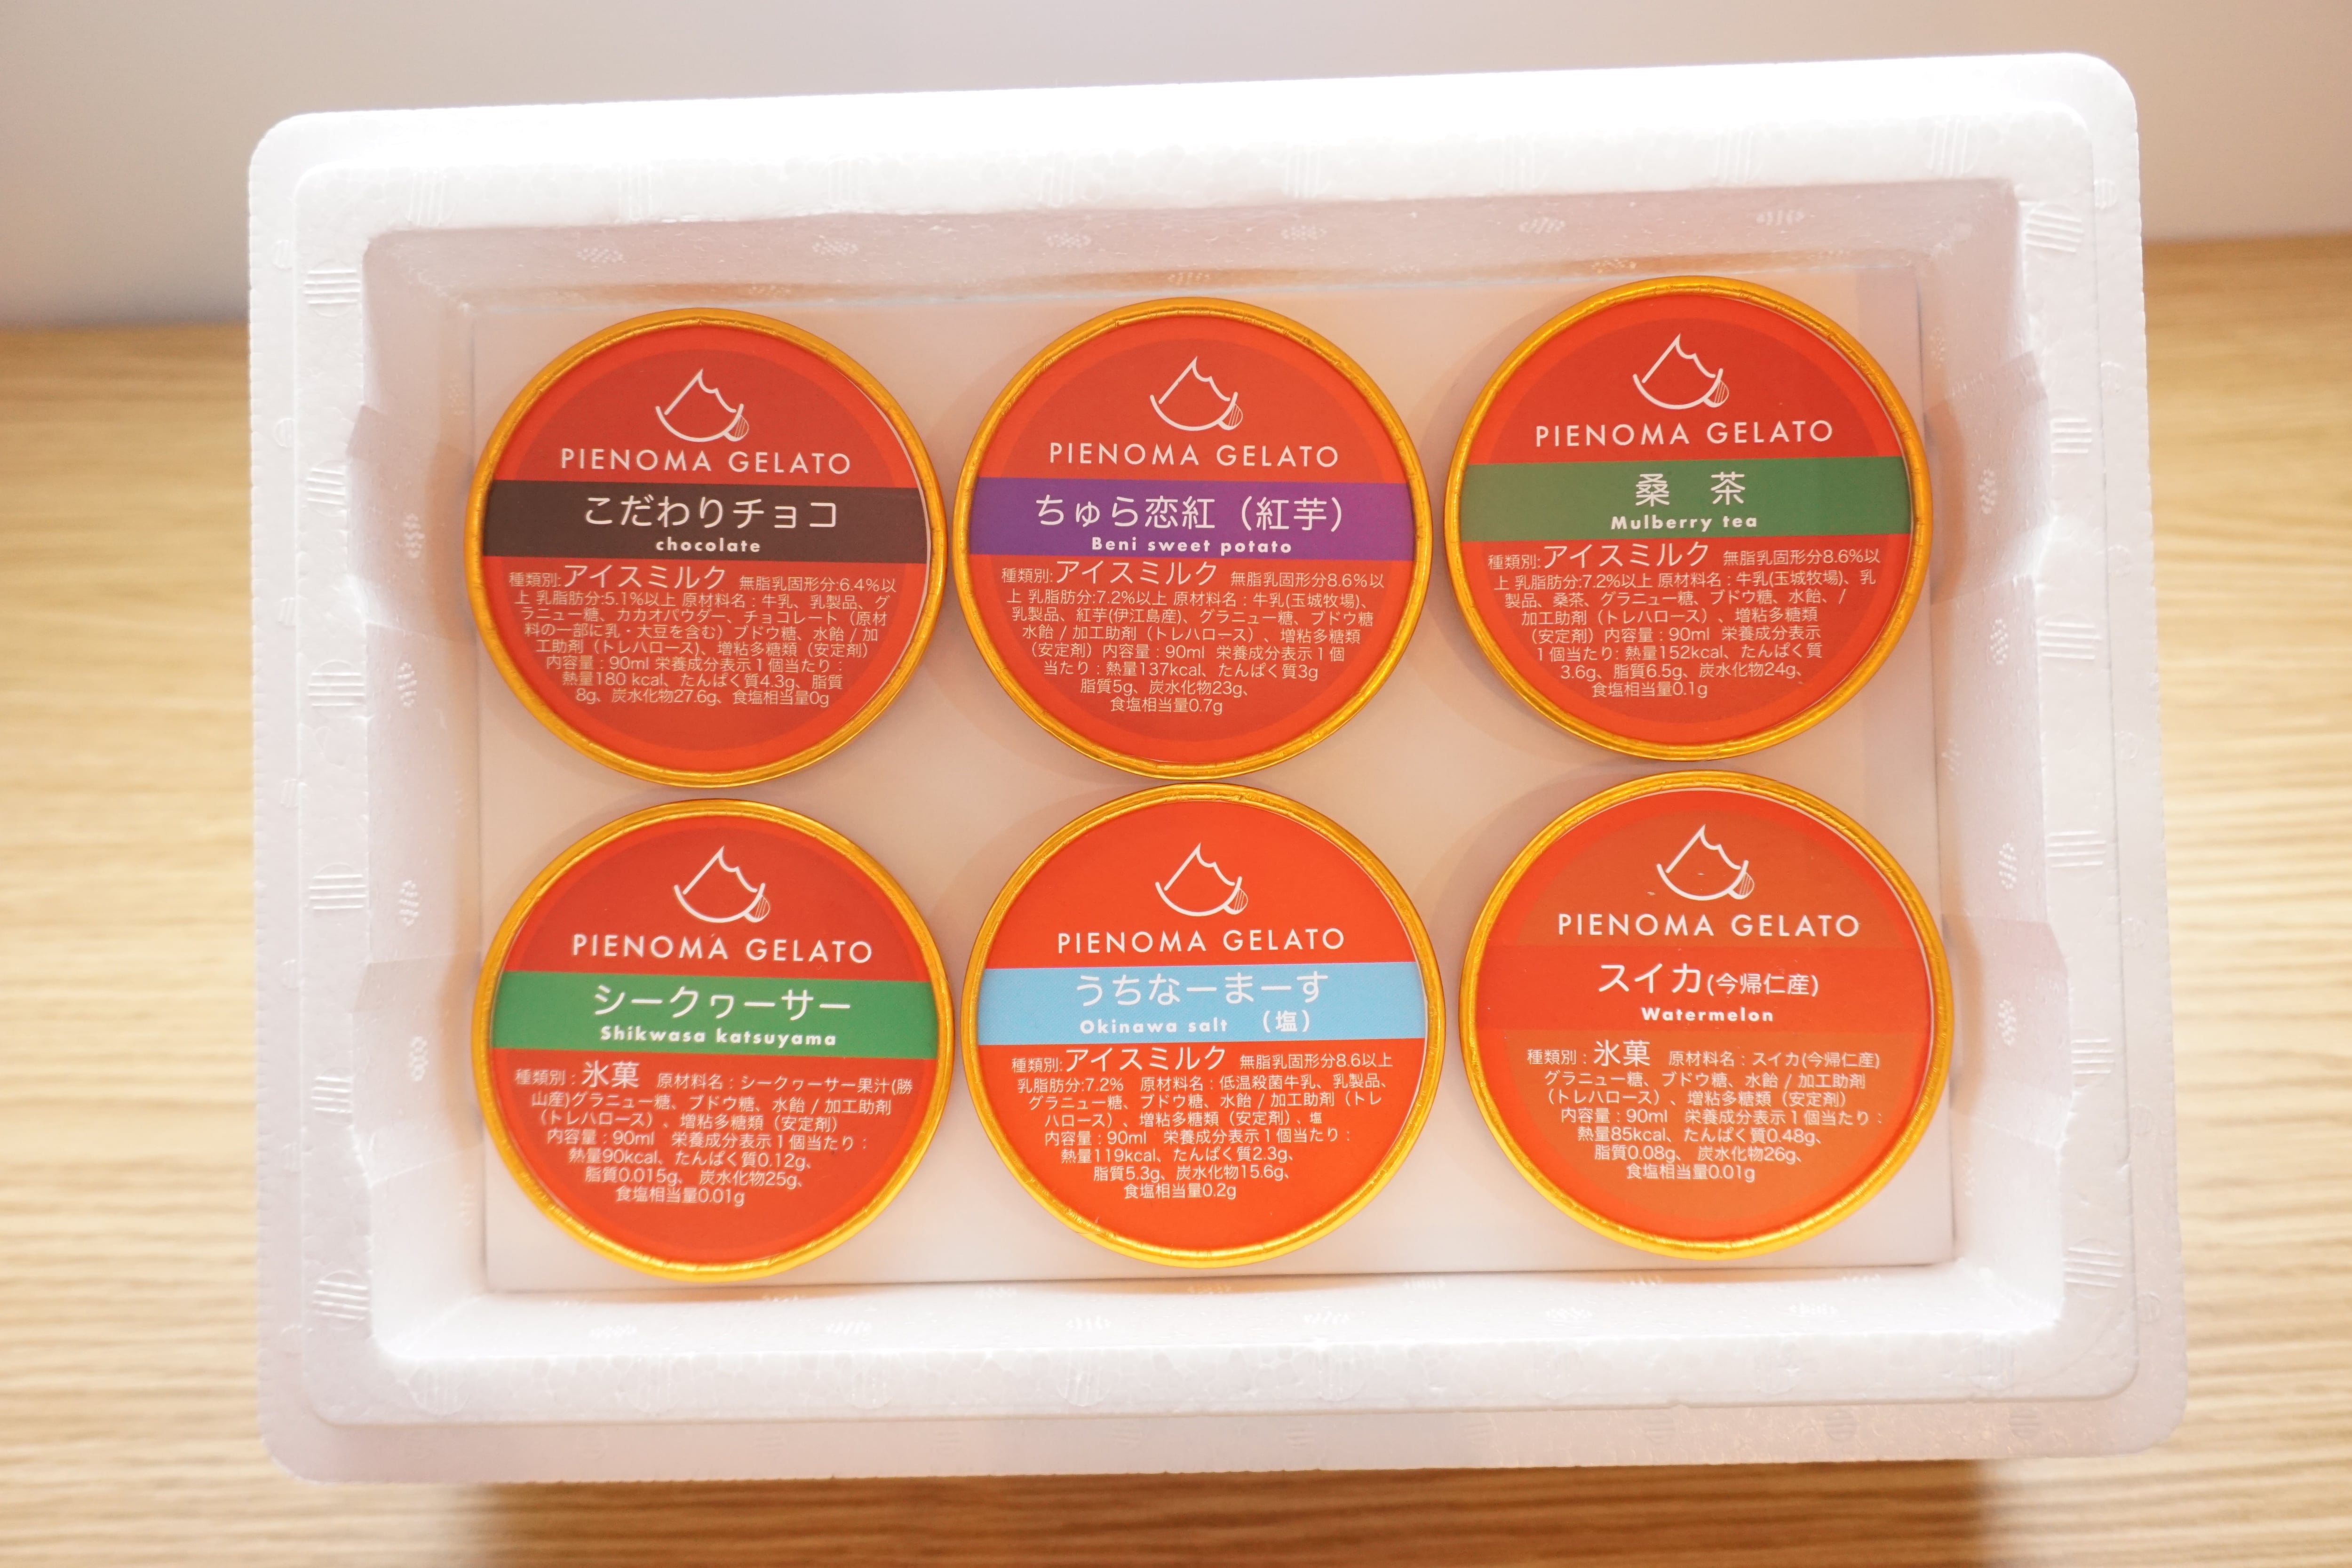 PIENOMA GELATO
こだわりチョコ
chocolate
種類別:アイスミルク 無脂乳固形分:6.4%以
上 乳脂肪分:5.1%以上 原材料名：牛乳、乳製品、グ
ラニュー糖、カカオパウダー、チョコレート（原材
料の一部に乳・大豆を含む）ブドウ糖、水飴 / 加
工助剤（トレハロース)、増粘多糖類（安定剤）
内容量：90ml 栄養成分表示１個当たり：
熱量180 kcal、たんぱく質4.3g、脂質
8g、炭水化物27.6g、食塩相当量0g
PIENOMA GELATO
ちゅら恋紅（紅芋）
Beni sweet potato
種類別:アイスミルク 無脂乳固形分8.6%以
上 乳脂肪分:7.2%以上 原材料名：牛乳(玉城牧場)、
乳製品、紅芋(伊江島産)、グラニュー糖、ブドウ糖
水飴 / 加工助剤（トレハロース）、増粘多糖類
（安定剤）内容量：90ml 栄養成分表示１個
当たり：熱量137kcal、たんぱく質3g
脂質5g、炭水化物23g、
食塩相当量0.7g
PIENOMA GELATO
桑 茶
Mulberry tea
種類別:アイスミルク 無脂乳固形分8.6%以
上 乳脂肪分:7.2%以上 原材料名：牛乳(玉城牧場)、乳
製品、桑茶、グラニュー糖、ブドウ糖、水飴、/
加工助剤（トレハロース）、増粘多糖類
（安定剤）内容量：90ml 栄養成分表示
１個当たり: 熱量152kcal、たんぱく質
3.6g、脂質6.5g、炭水化物24g、
食塩相当量0.1g
PIENOMA GELATO
シークヮーサー
Shikwasa katsuyama
種類別：氷菓 原材料名：シークヮーサー果汁(勝
山産)グラニュー糖、ブドウ糖、水飴 / 加工助剤
（トレハロース）、増粘多糖類（安定剤）
内容量：90ml 栄養成分表示１個当たり：
熱量90kcal、たんぱく質0.12g、
脂質0.015g、炭水化物25g、
食塩相当量0.01g
PIENOMA GELATO
うちなーまーす
Okinawa salt （塩）
種類別:アイスミルク 無脂乳固形分8.6以上
乳脂肪分:7.2% 原材料名：低温殺菌牛乳、乳製品、
グラニュー糖、ブドウ糖、水飴 / 加工助剤（トレ
ハロース）、増粘多糖類（安定剤）、塩
内容量：90ml 栄養成分表示１個当たり：
熱量119kcal、たんぱく質2.3g、
脂質5.3g、炭水化物15.6g、
食塩相当量0.2g
PIENOMA GELATO
スイカ(今帰仁産)
Watermelon
種類別：氷菓 原材料名：スイカ(今帰仁産)
グラニュー糖、ブドウ糖、水飴 / 加工助剤
（トレハロース）、増粘多糖類（安定剤）
内容量：90ml 栄養成分表示１個当たり：
熱量85kcal、たんぱく質0.48g、
脂質0.08g、炭水化物26g、
食塩相当量0.01g